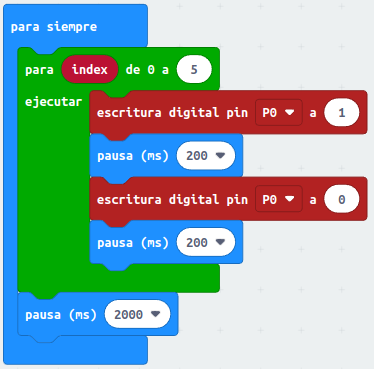 para siempre
para index de 0 a 5
ejecutar
escritura digital pin P0 a 1
pausa (ms) 200
escritura digital pin P0 a 0
pausa (ms) 200
pausa (ms) 2000